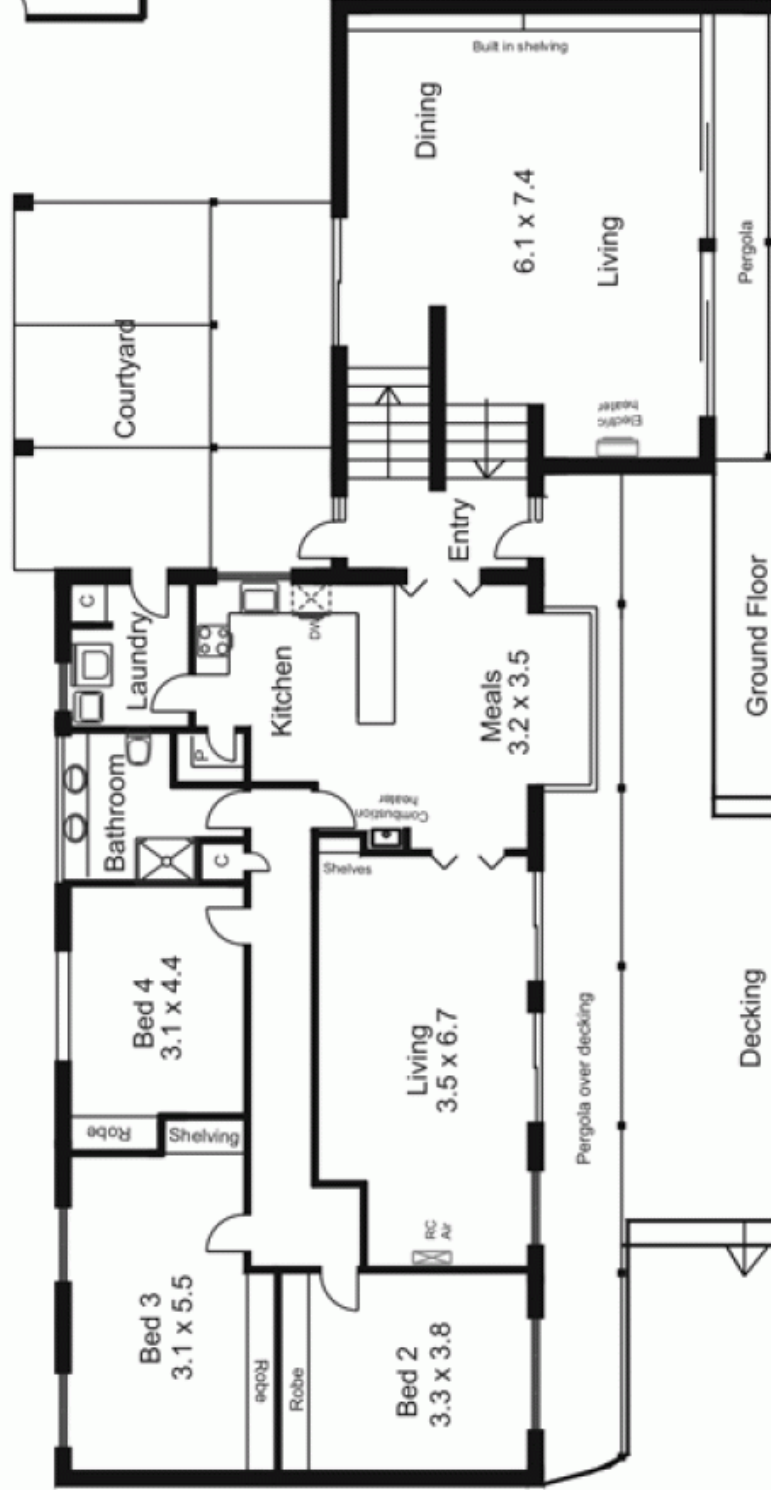 Built in shelving
Dining
6.1 x 7.4
Living
Pergola
Courtyard
Electric
heater
Entry
C
Laundry
DW
Kitchen
Meals
3.2 x 3.5
Ground Floor
P
Bathroom
Combustion
heater
C
Shelves
Bed 4
3.1 x 4.4
Living
3.5 x 6.7
Pergola over decking
Decking
Robe
Shelving
RC
Air
Bed 3
3.1 x 5.5
Robe
Robe
Bed 2
3.3 x 3.8